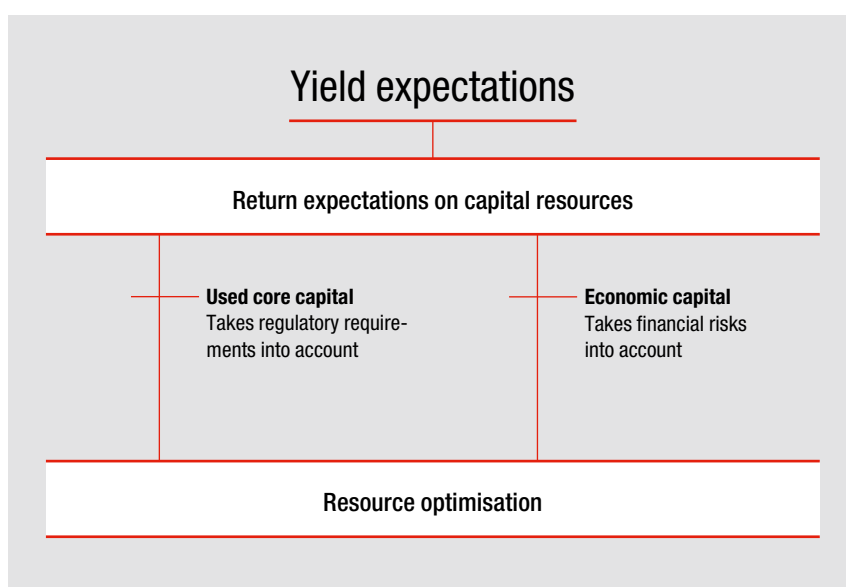 Yield expectations
Return expectations on capital resources
Used core capital
Takes regulatory require-
ments into account
Economic capital
Takes financial risks
into account
Resource optimisation